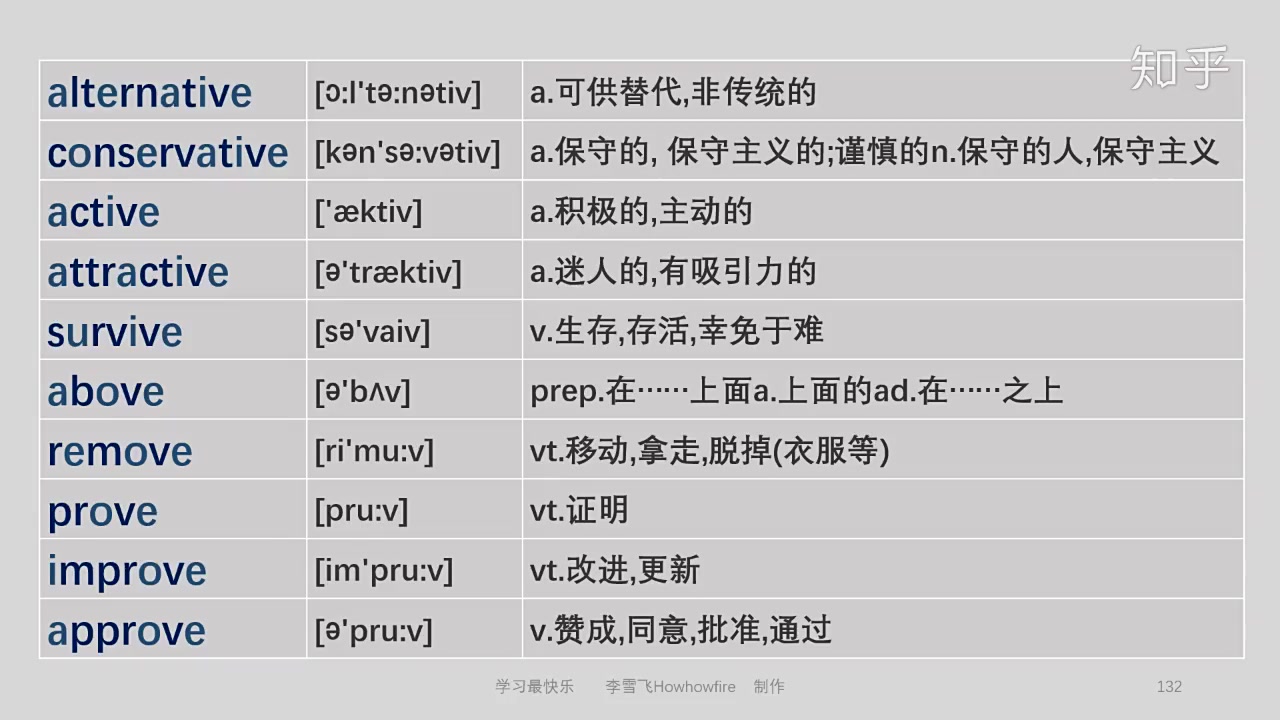 知乎
alternative [ɔ:l'tə:nətiv] a.可供替代,非传统的
conservative [kən'sə:vətiv] a.保守的, 保守主义的;谨慎的n.保守的人,保守主义
active ['æktiv] a.积极的,主动的
attractive [ə'træktiv] a.迷人的,有吸引力的
survive [sə'vaiv] v.生存,存活,幸免于难
above [ə'bʌv] prep.在……上面a.上面的ad.在……之上
remove [ri'mu:v] vt.移动,拿走,脱掉(衣服等)
prove [pru:v] vt.证明
improve [im'pru:v] vt.改进,更新
approve [ə'pru:v] v.赞成,同意,批准,通过
学习最快乐 李雪飞Howhowfire 制作 132